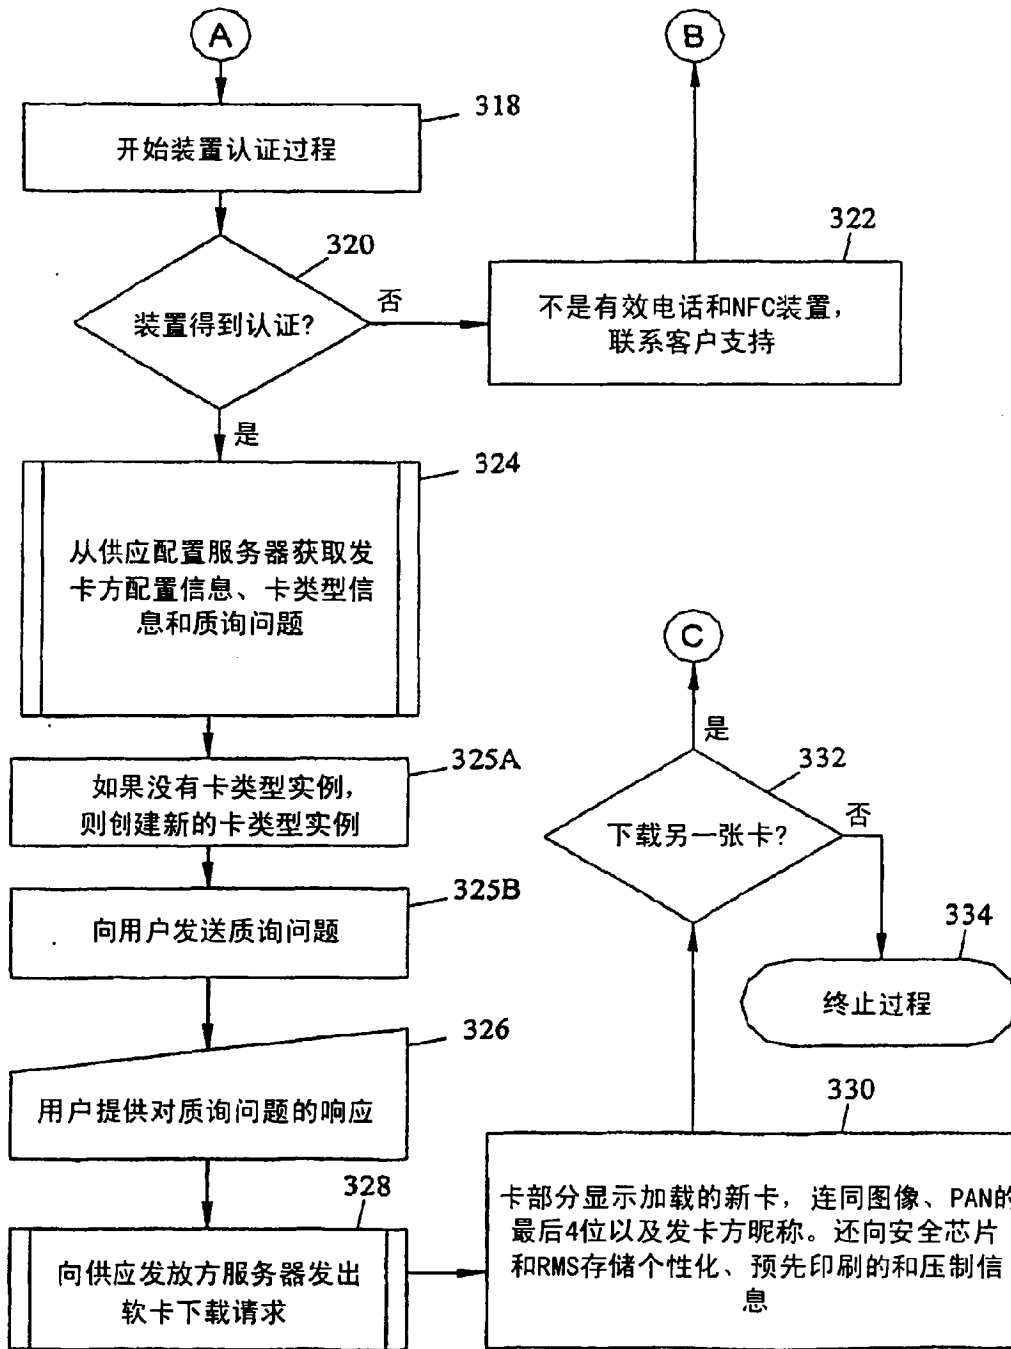 A
318
开始装置认证过程
320
装置得到认证?
否
是
B
322
不是有效电话和NFC装置，
联系客户支持
324
从供应配置服务器获取发
卡方配置信息、卡类型信
息和质询问题
325A
如果没有卡类型实例，
则创建新的卡类型实例
325B
向用户发送质询问题
326
用户提供对质询问题的响应
328
向供应发放方服务器发出
软卡下载请求
C
是
332
下载另一张卡?
否
334
终止过程
330
卡部分显示加载的新卡，连同图像、PAN的
最后4位以及发卡方昵称。还向安全芯片
和RMS存储个性化、预先印刷的和压制信
息